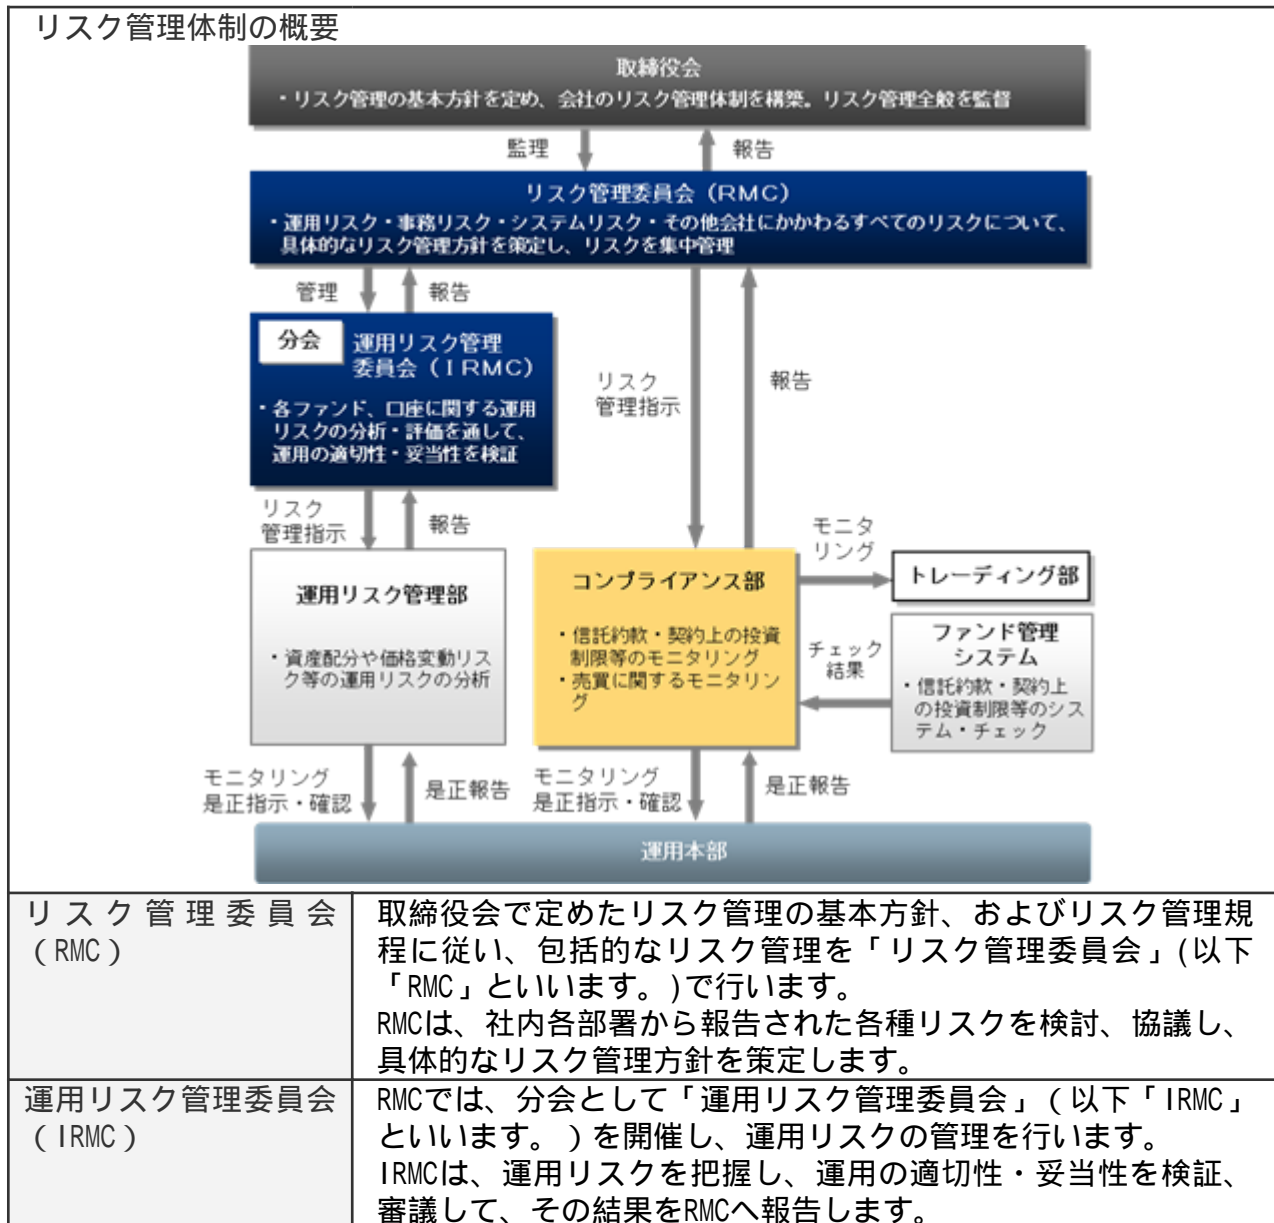 リスク管理体制の概要
取締役会
・リスク管理の基本方針を定め、会社のリスク管理体制を構築。リスク管理全般を監督
監理
報告
リスク管理委員会（RMC）
・運用リスク・事務リスク・システムリスク・その他会社にかかわるすべてのリスクについて、
具体的なリスク管理方針を策定し、リスクを集中管理
管理
報告
分会
運用リスク管理
委員会（IRMC）
・各ファンド、口座に関する運用
リスクの分析・評価を通して、
運用の適切性・妥当性を検証
リスク
管理指示
報告
リスク
管理指示
報告
運用リスク管理部
・資産配分や価格変動リス
ク等の運用リスクの分析
コンプライアンス部
・信託約款・契約上の投資
制限等のモニタリング
・売買に関するモニタリン
グ
モニタ
リング
トレーディング部
チェック
結果
ファンド管理
システム
・信託約款・契約上
の投資制限等のシス
テム・チェック
モニタリング
是正指示・確認
是正報告
モニタリング
是正指示・確認
是正報告
運用本部
リスク管理委員会
（RMC）
取締役会で定めたリスク管理の基本方針、およびリスク管理規
程に従い、包括的なリスク管理を「リスク管理委員会」(以下
「RMC」といいます。)で行います。
RMCは、社内各部署から報告された各種リスクを検討、協議し、
具体的なリスク管理方針を策定します。
運用リスク管理委員会
（IRMC）
RMCでは、分会として「運用リスク管理委員会」（以下「IRMC」
といいます。）を開催し、運用リスクの管理を行います。
IRMCは、運用リスクを把握し、運用の適切性・妥当性を検証、
審議して、その結果をRMCへ報告します。